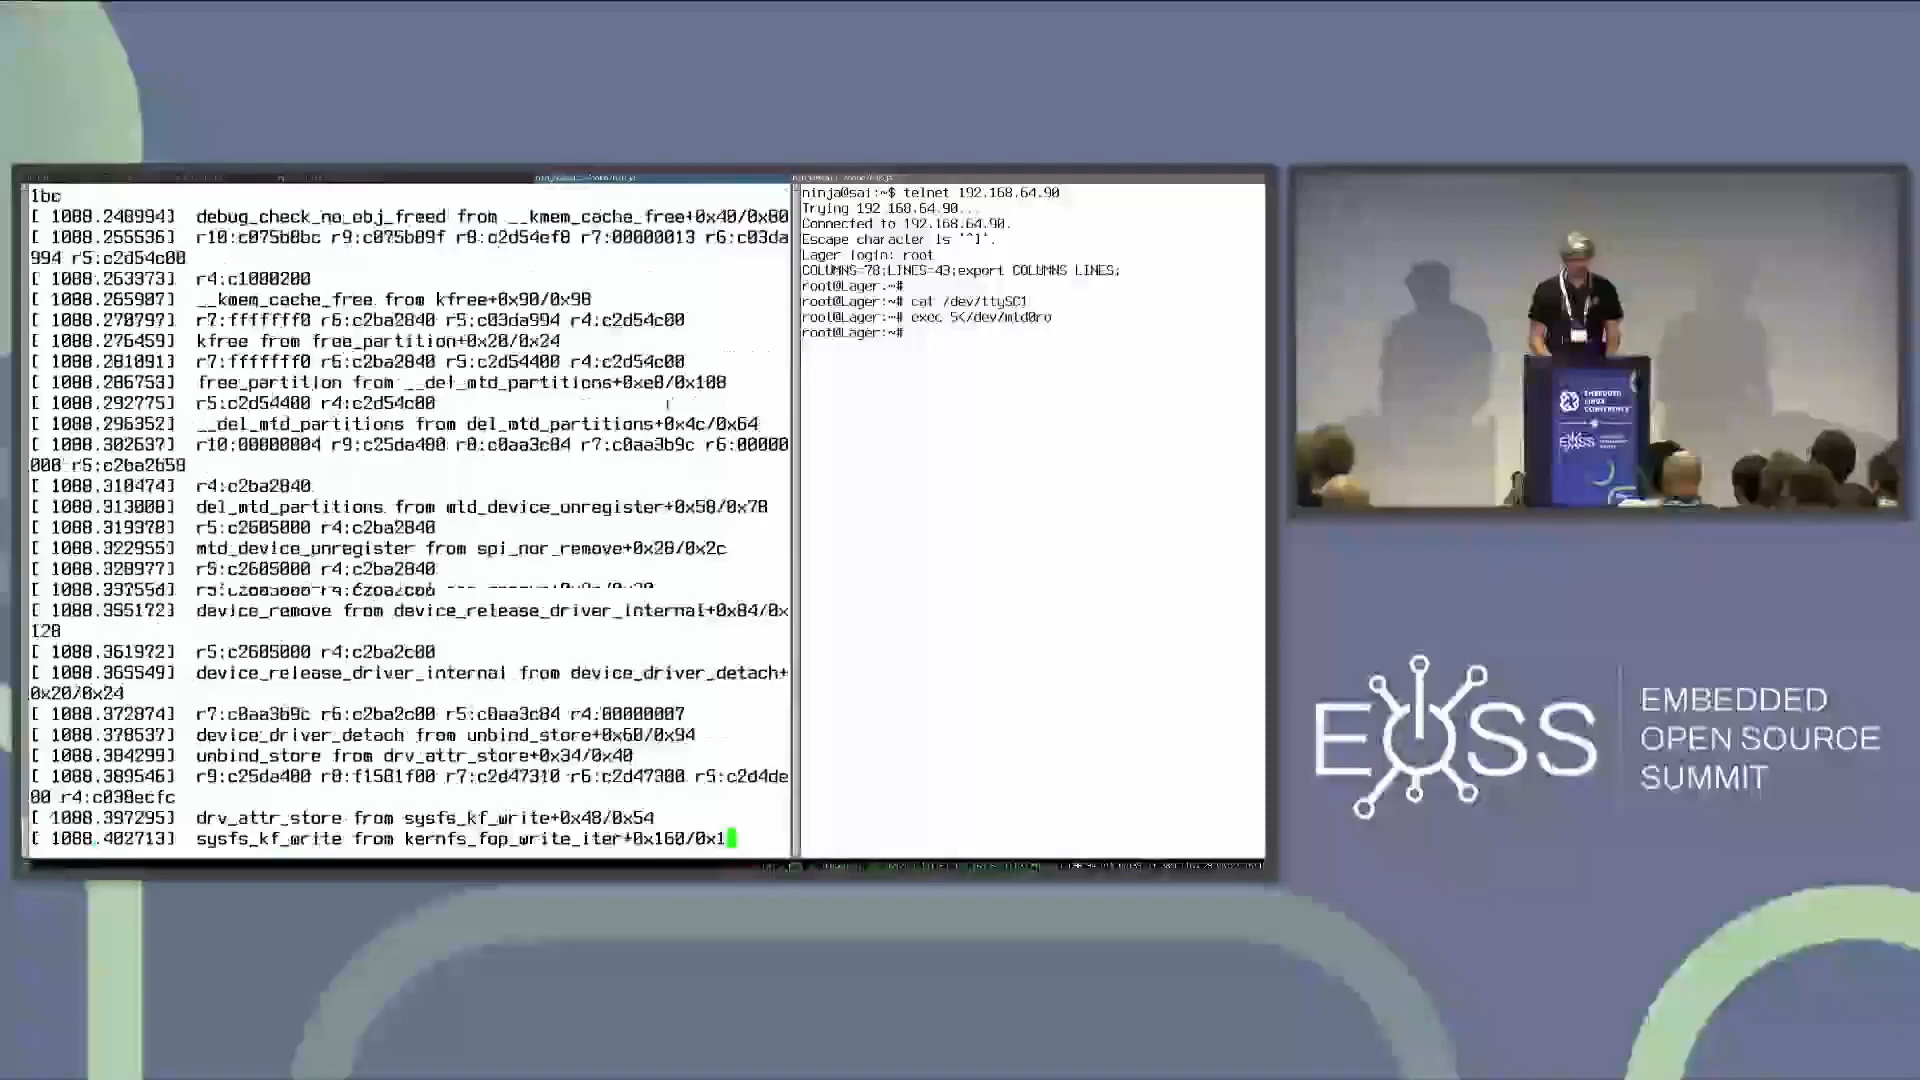 1bc
[ 1088.248994]  debug_check_no_obj_freed from __kmem_cache_free+0x40/0x80
[ 1088.255536]  r10:c075b0bc r9:c075b09f r8:c2d54ef8 r7:00000013 r6:c03da
994 r5:c2d54c00
[ 1088.263373]  r4:c1000200
[ 1088.265907]  __kmem_cache_free from kfree+0x90/0x98
[ 1088.270797]  r7:fffffff0 r6:c2ba2840 r5:c03da994 r4:c2d54c00
[ 1088.276459]  kfree from free_partition+0x20/0x24
[ 1088.281091]  r7:fffffff0 r6:c2ba2840 r5:c2d54400 r4:c2d54c00
[ 1088.286753]  free_partition from __del_mtd_partitions+0xe0/0x108
[ 1088.292775]  r5:c2d54400 r4:c2d54c00
[ 1088.296352]  __del_mtd_partitions from del_mtd_partitions+0x4c/0x64
[ 1088.302637]  r10:00000004 r9:c25da400 r8:c0aa3c84 r7:c0aa3b9c r6:00000
000 r5:c2ba2658
[ 1088.310474]  r4:c2ba2840
[ 1088.313008]  del_mtd_partitions from mtd_device_unregister+0x58/0x78
[ 1088.319378]  r5:c2605000 r4:c2ba2840
[ 1088.322955]  mtd_device_unregister from spi_nor_remove+0x28/0x2c
[ 1088.328977]  r5:c2605000 r4:c2ba2840
[ 1088.355172]  device_remove from device_release_driver_internal+0x84/0x
128
[ 1088.361972]  r5:c2605000 r4:c2ba2c00
[ 1088.365549]  device_release_driver_internal from device_driver_detach+
0x20/0x24
[ 1088.372874]  r7:c0aa3b9c r6:c2ba2c00 r5:c0aa3c84 r4:00000007
[ 1088.378537]  device_driver_detach from unbind_store+0x60/0x94
[ 1088.384299]  unbind_store from drv_attr_store+0x34/0x40
[ 1088.389546]  r9:c25da400 r8:f1581f00 r7:c2d47310 r6:c2d47300 r5:c2d4de
00 r4:c038ecfc
[ 1088.397295]  drv_attr_store from sysfs_kf_write+0x48/0x54
[ 1088.402713]  sysfs_kf_write from kernfs_fop_write_iter+0x160/0x1
ninja@sai:~$ telnet 192.168.64.90
Trying 192.168.64.90...
Connected to 192.168.64.90.
Escape character is '^]'.
Lager login: root
COLUMNS=78;LINES=43;export COLUMNS LINES;
root@Lager:~#
root@Lager:~# cat /dev/ttySC1
root@Lager:~# exec 5</dev/mtd0ro
root@Lager:~#
EMBEDDED
LINUX
CONFERENCE
EOSS
EOSS
EMBEDDED
OPEN SOURCE
SUMMIT